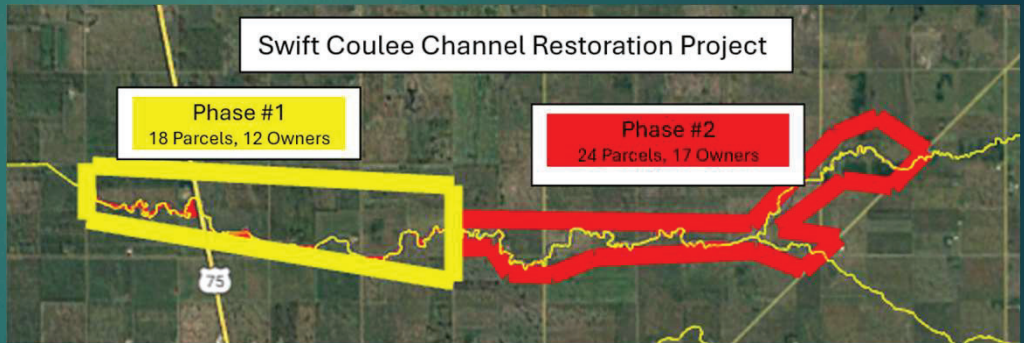 Swift Coulee Channel Restoration Project
Phase #1
18 Parcels, 12 Owners
Phase #2
24 Parcels, 17 Owners
75